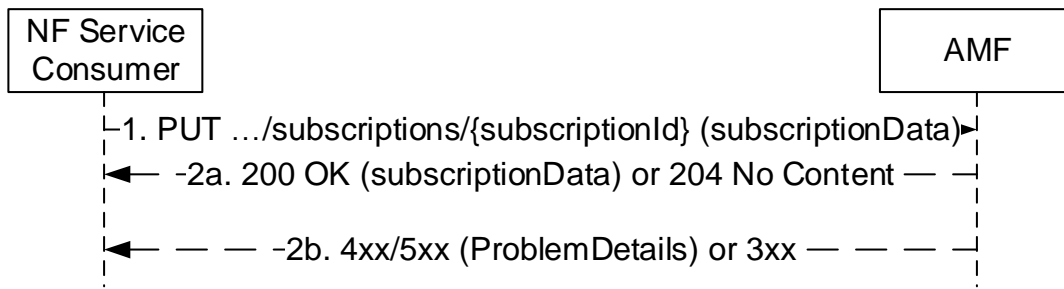 NF Service
Consumer
AMF
1. PUT …/subscriptions/{subscriptionId} (subscriptionData)
2a. 200 OK (subscriptionData) or 204 No Content
2b. 4xx/5xx (ProblemDetails) or 3xx